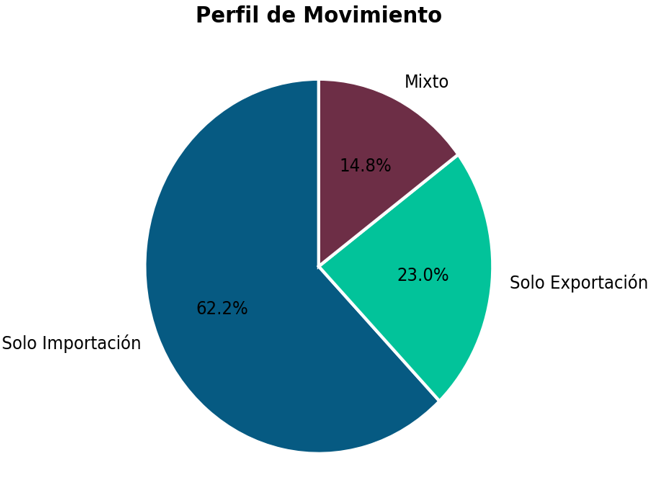 Perfil de Movimiento
Mixto
14.8%
23.0%
Solo Exportación
62.2%
Solo Importación